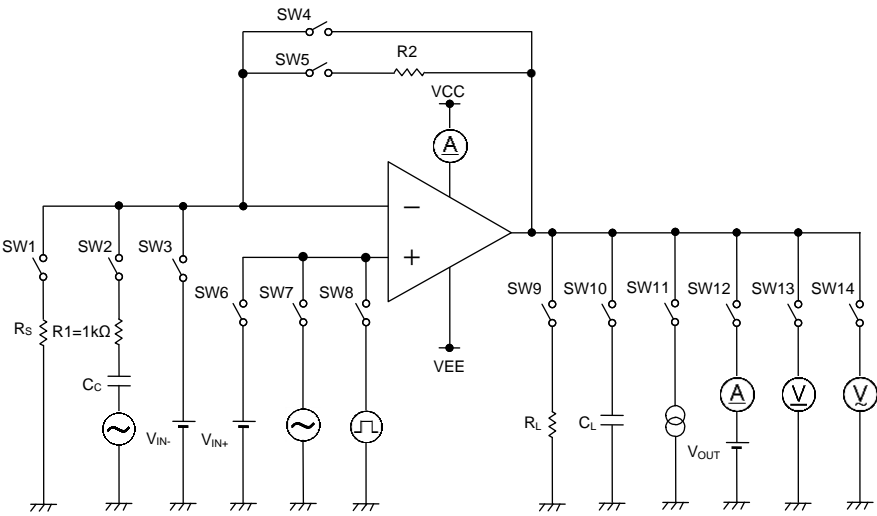 SW4
SW5
R2
VCC
A
−
+
SW1
SW2
SW3
SW6
SW7
SW8
SW9
SW10
SW11
SW12
SW13
SW14
VEE
RS
R1=1kΩ
CC
VIN-
VIN+
RL
CL
A
V
V
VOUT